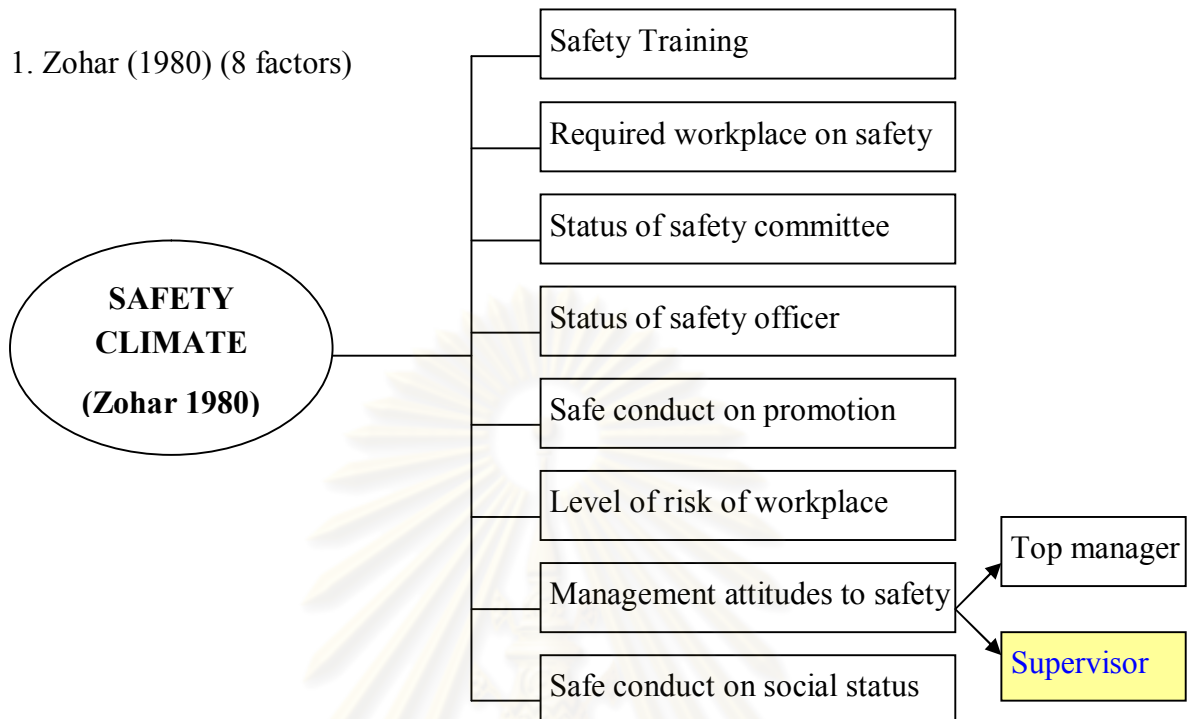 1. Zohar (1980) (8 factors)
SAFETY
CLIMATE
(Zohar 1980)
Safety Training
Required workplace on safety
Status of safety committee
Status of safety officer
Safe conduct on promotion
Level of risk of workplace
Management attitudes to safety
Safe conduct on social status
Top manager
Supervisor